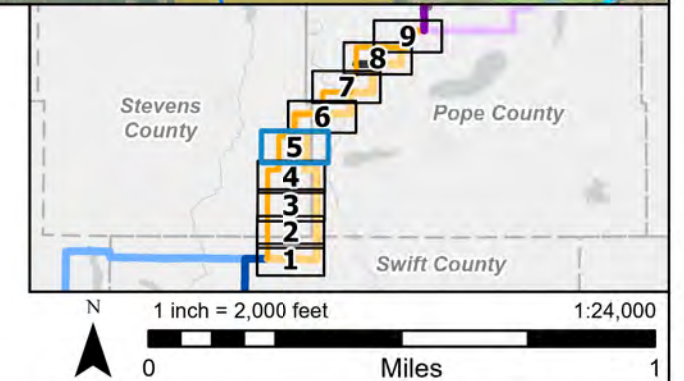 9
8
7
Stevens
County
Pope County
6
5
4
3
2
1
Swift County
N
1 inch = 2,000 feet
1:24,000
0
Miles
1